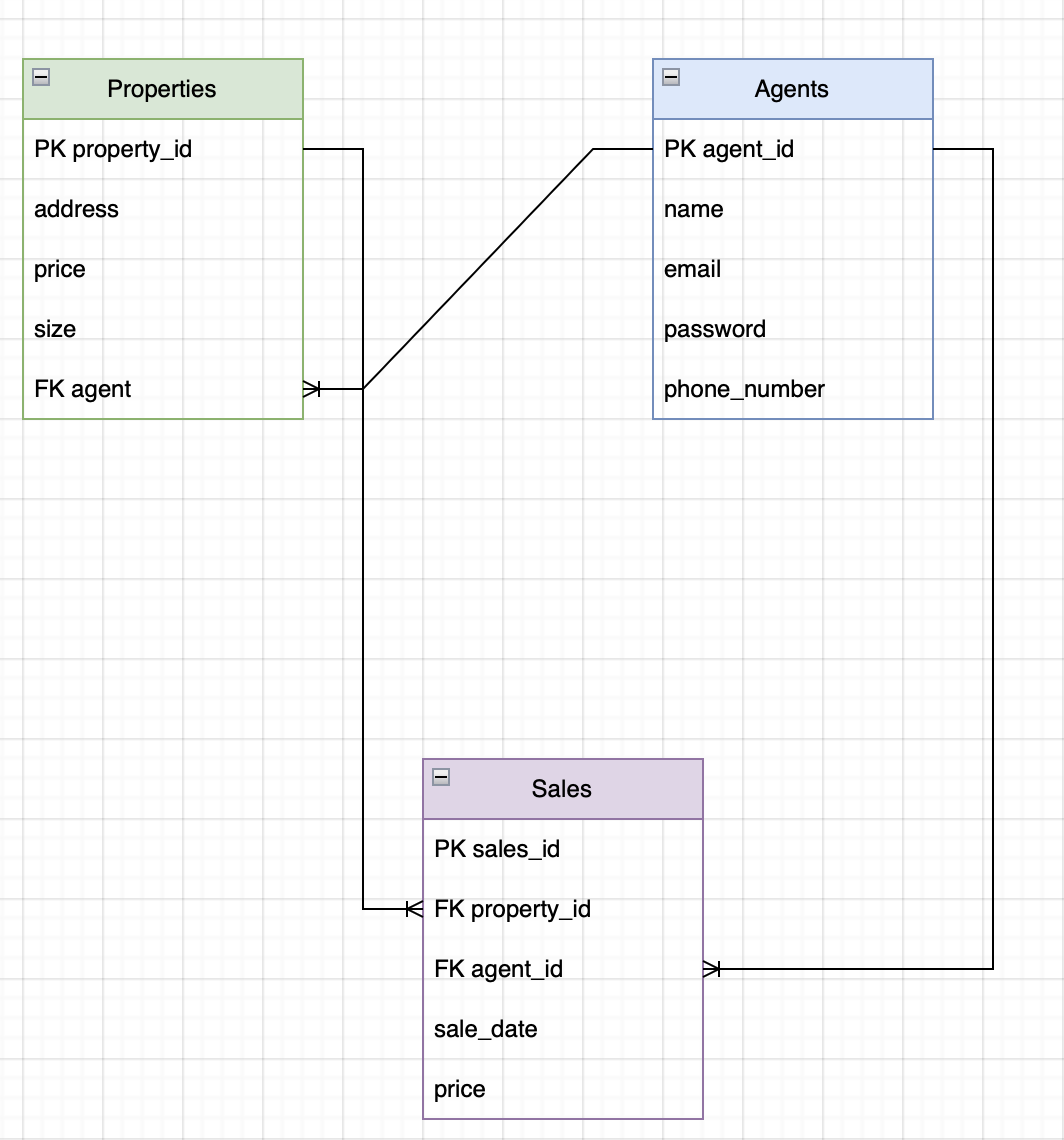 Properties
PK property_id
address
price
size
FK agent
Agents
PK agent_id
name
email
password
phone_number
Sales
PK sales_id
FK property_id
FK agent_id
sale_date
price